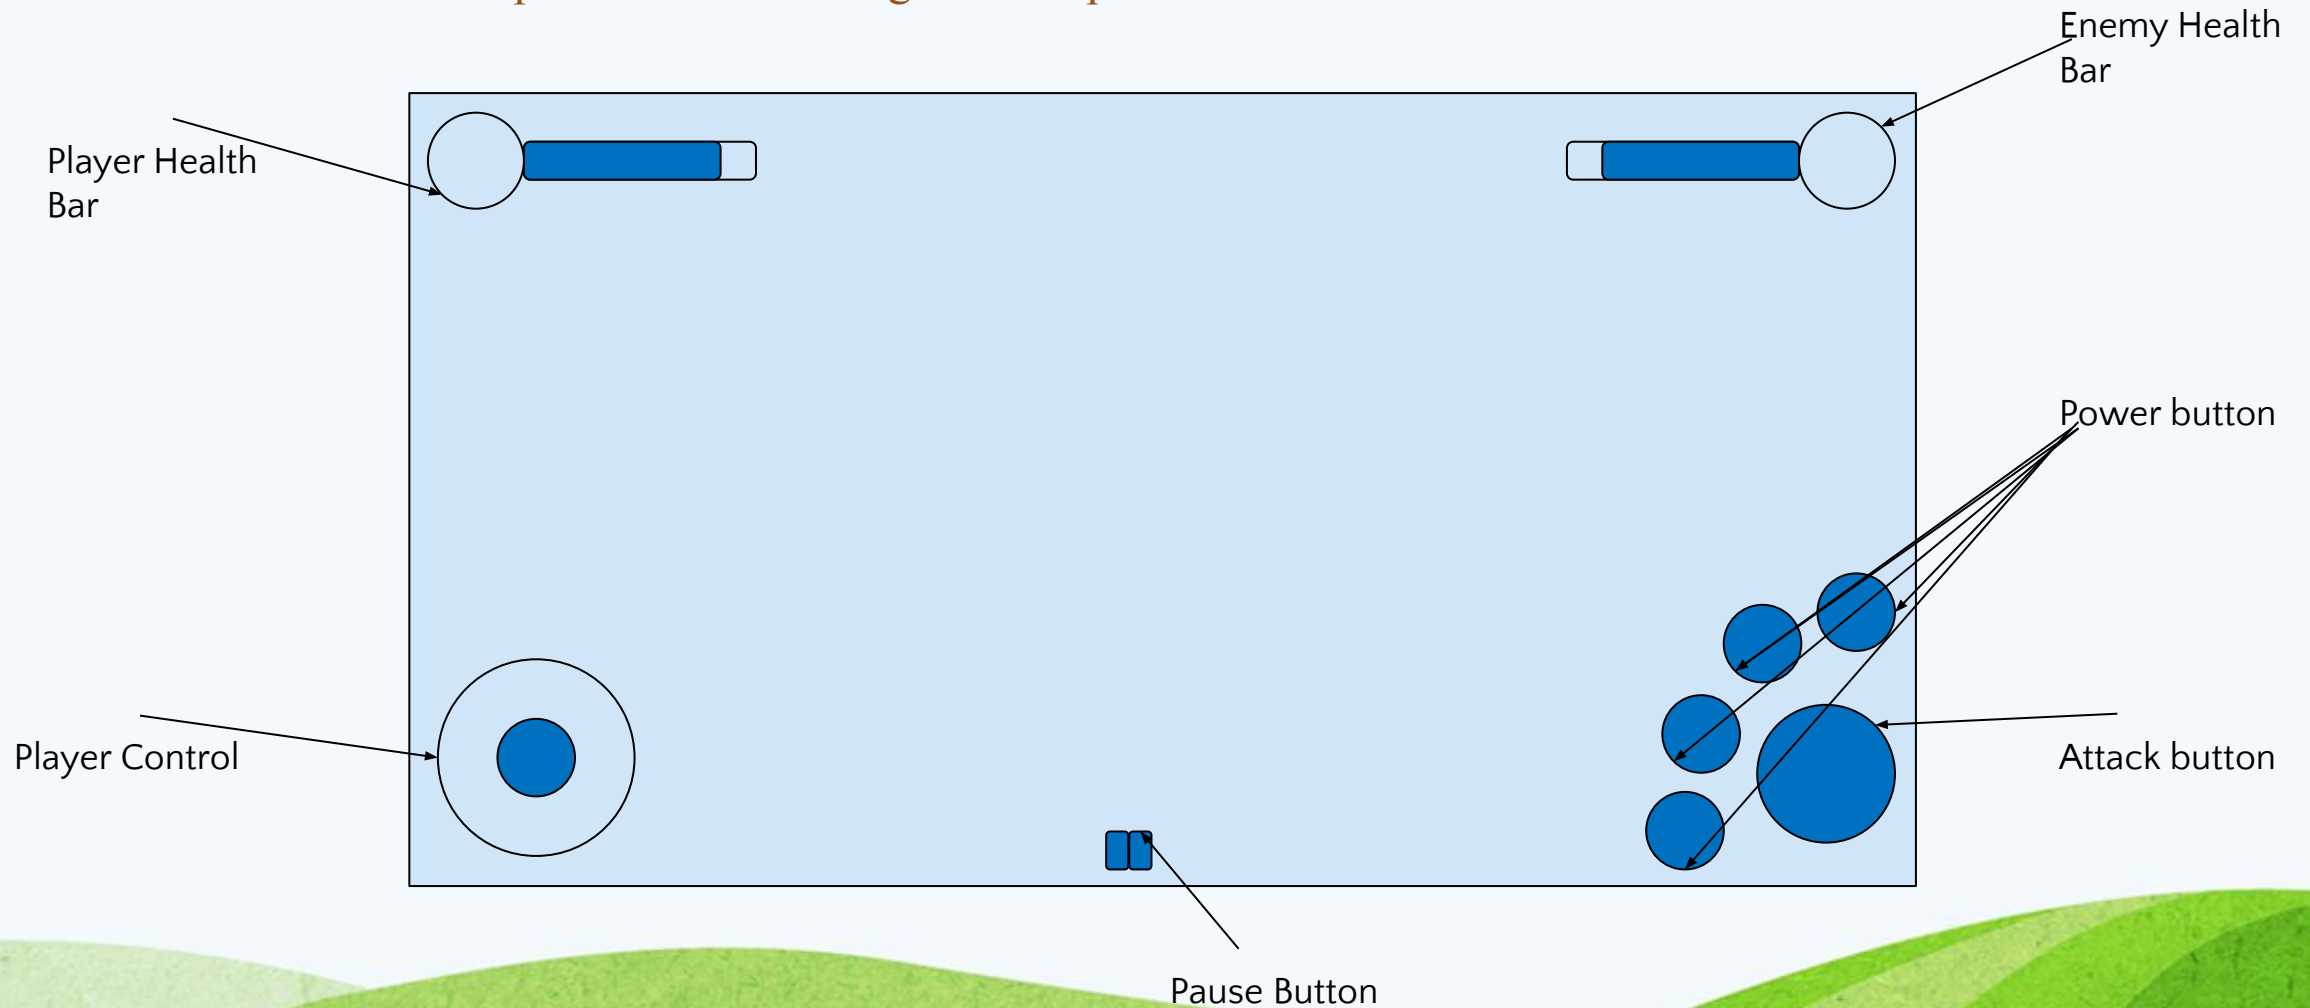 Enemy Health
Bar
Player Health
Bar
Power button
Player Control
Attack button
Pause Button